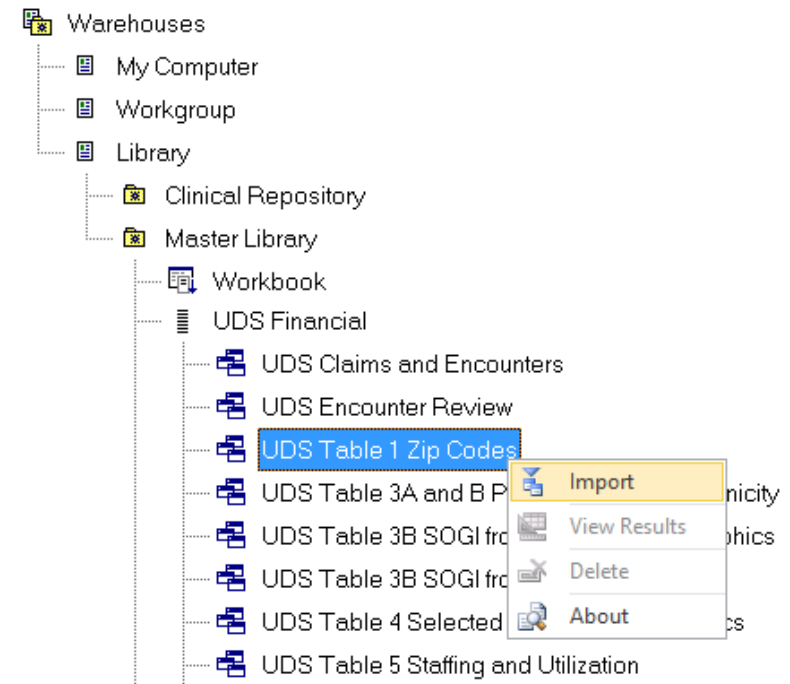 Warehouses
My Computer
Workgroup
Library
Clinical Repository
Master Library
Workbook
UDS Financial
UDS Claims and Encounters
UDS Encounter Review
UDS Table 1 Zip Codes
Import
UDS Table 3A and B P nicity
View Results
UDS Table 3B SOGI fro phics
Delete
UDS Table 3B SOGI fro
About
UDS Table 4 Selected cs
UDS Table 5 Staffing and Utilization